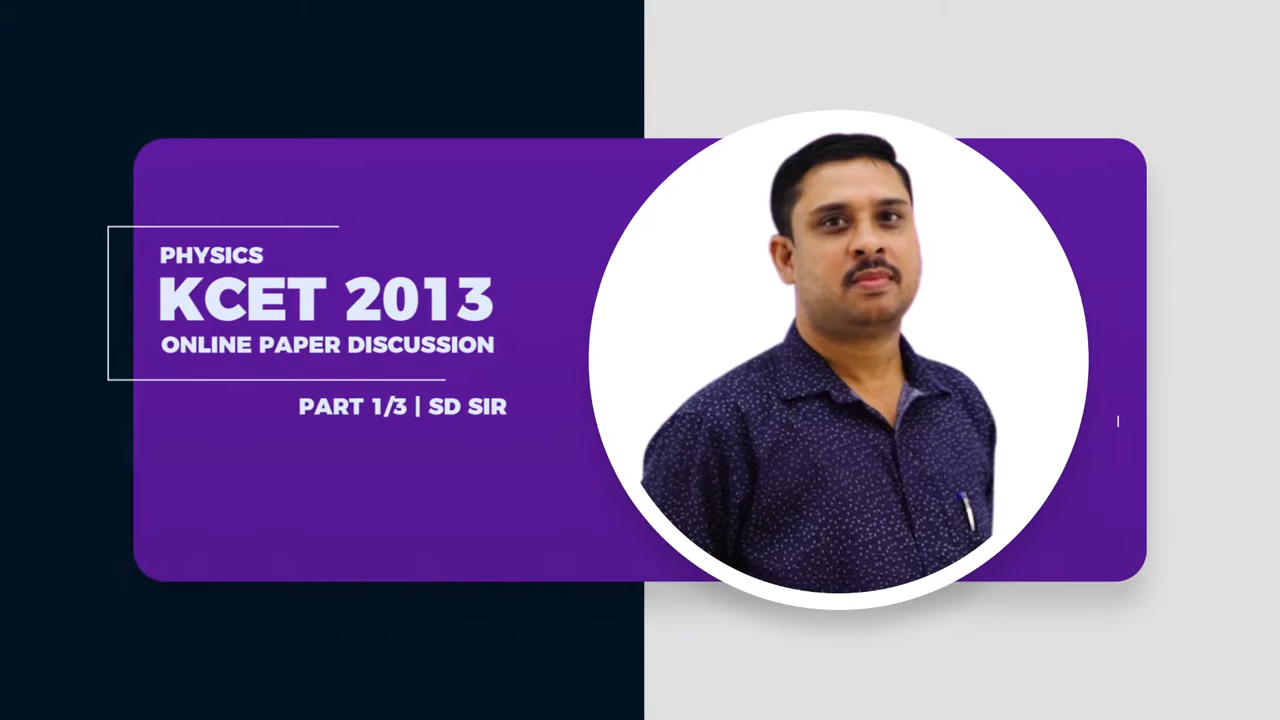 PHYSICS
KCET 2013
ONLINE PAPER DISCUSSION
PART 1/3 | SD SIR